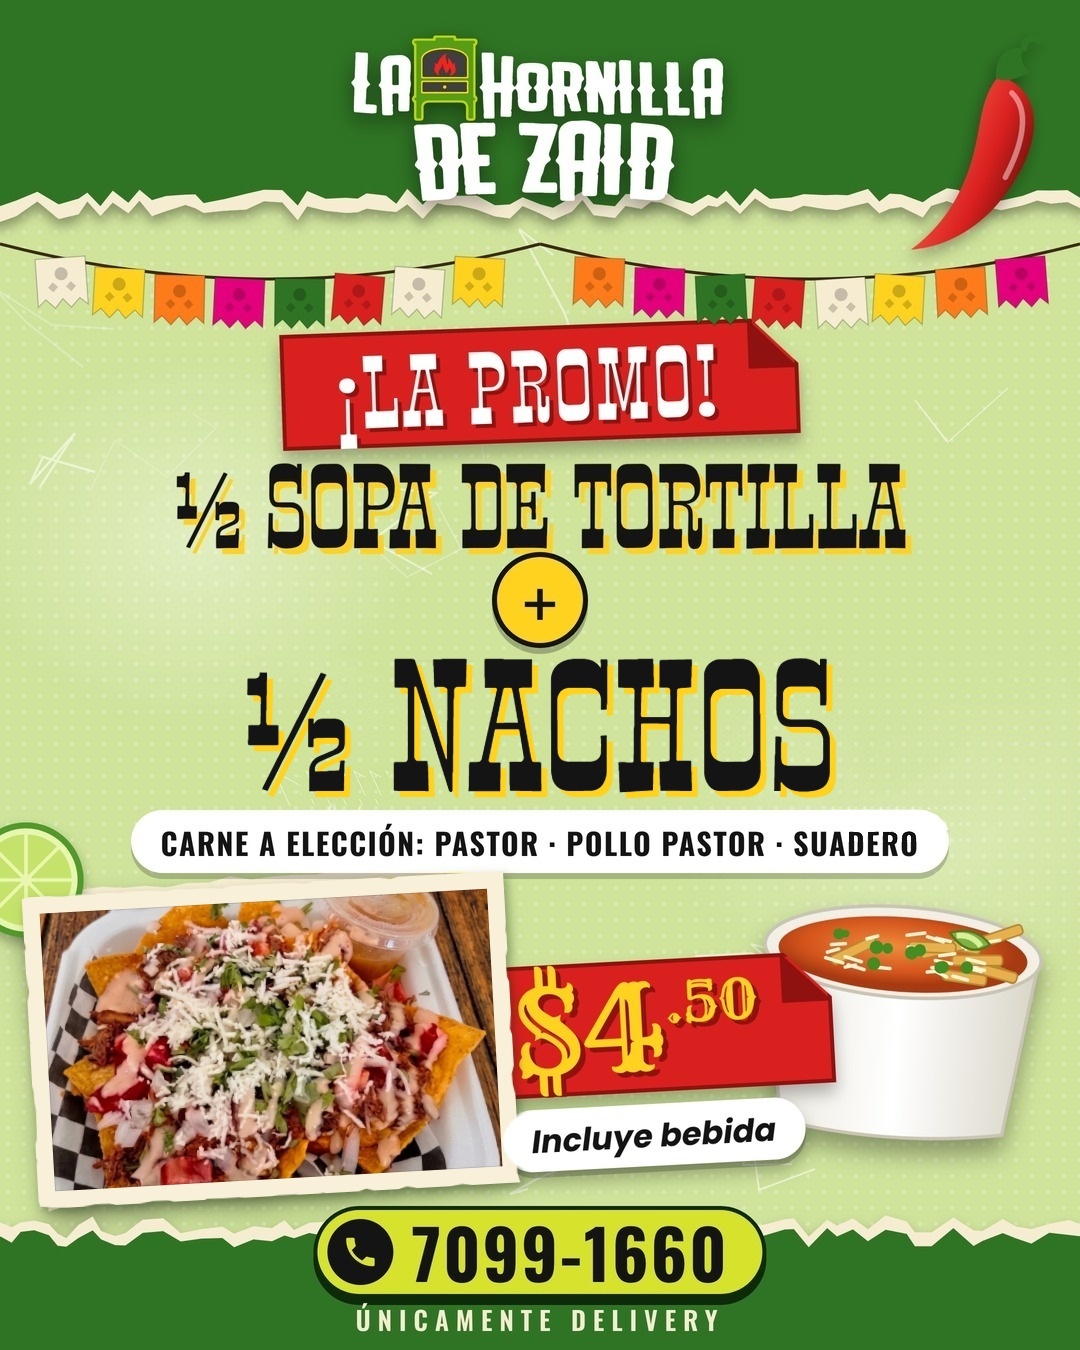 LA HORNILLA
DE ZAID
¡LA PROMO!
½ SOPA DE TORTILLA
+
½ NACHOS
CARNE A ELECCIÓN: PASTOR · POLLO PASTOR · SUADERO
$4.50
Incluye bebida
7099-1660
ÚNICAMENTE DELIVERY